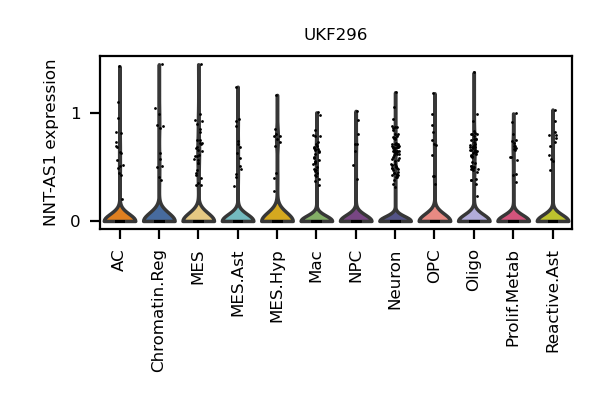 UKF296
NNT-AS1 expression
1
0
AC
Chromatin.Reg
MES
MES.Ast
MES.Hyp
Mac
NPC
Neuron
OPC
Oligo
Prolif.Metab
Reactive.Ast